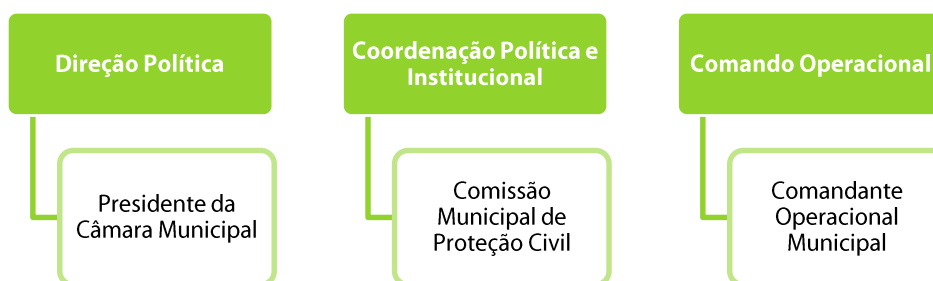 Direção Política
Presidente da
Câmara Municipal
Coordenação Política e
Institucional
Comissão
Municipal de
Proteção Civil
Comando Operacional
Comandante
Operacional
Municipal